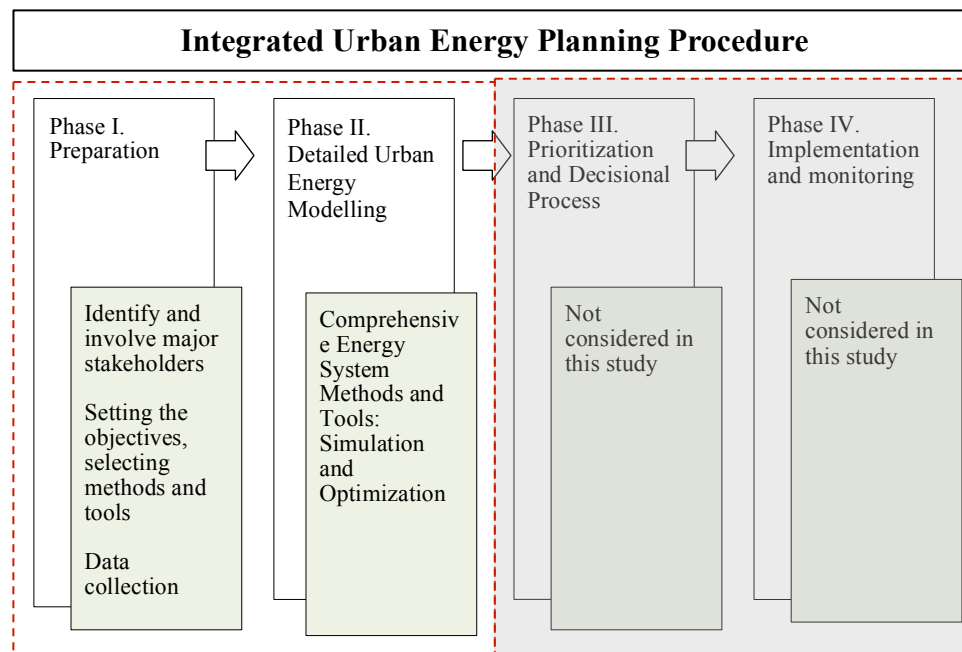 Integrated Urban Energy Planning Procedure
Phase I.
Preparation
Identify and
involve major
stakeholders
Setting the
objectives,
selecting
methods and
tools
Data
collection
Phase II.
Detailed Urban
Energy
Modelling
Comprehensiv
e Energy
System
Methods and
Tools:
Simulation
and
Optimization
Phase III.
Prioritization
and Decisional
Process
Not
considered in
this study
Phase IV.
Implementation
and monitoring
Not
considered in
this study